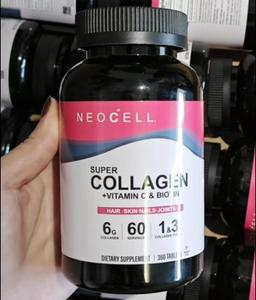 NEOCELL
SUPER
COLLAGEN
+VITAMIN C & BIOTIN
HAIR SKIN NAILS JOINTS
6G 60 1&3
COLLAGEN SERVINGS COLLAGEN
DIETARY SUPPLEMENT 360 TABLETS